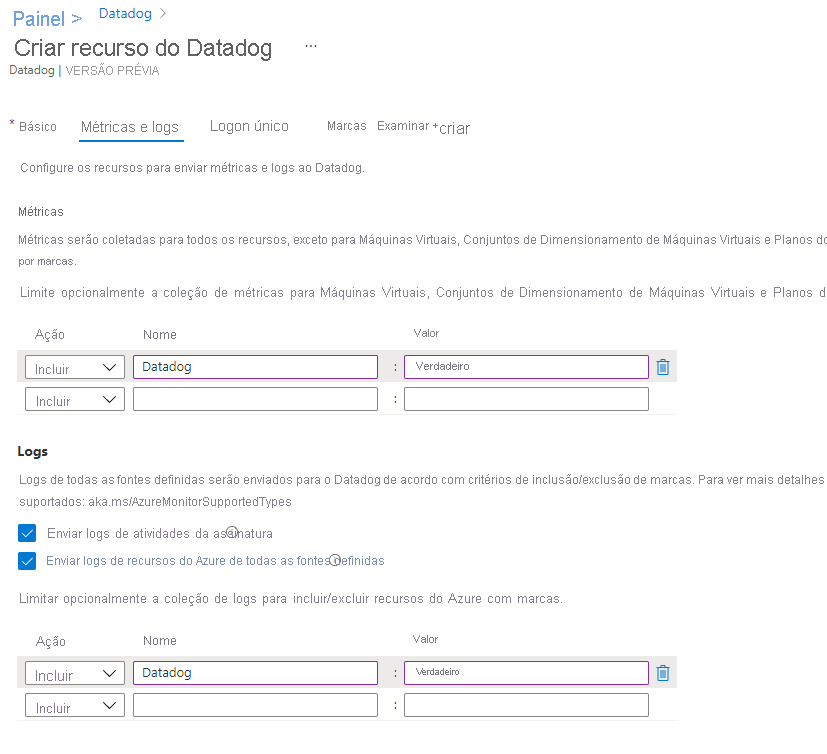 Painel > Datadog >
Criar recurso do Datadog ...
Datadog | VERSÃO PRÉVIA
* Básico Métricas e logs Logon único Marcas Examinar +criar
Configure os recursos para enviar métricas e logs ao Datadog.
Métricas
Métricas serão coletadas para todos os recursos, exceto para Máquinas Virtuais, Conjuntos de Dimensionamento de Máquinas Virtuais e Planos do
por marcas.
Limite opcionalmente a coleção de métricas para Máquinas Virtuais, Conjuntos de Dimensionamento de Máquinas Virtuais e Planos d
Ação Nome Valor
Incluir Datadog : Verdadeiro
Incluir :
Logs
Logs de todas as fontes definidas serão enviados para o Datadog de acordo com critérios de inclusão/exclusão de marcas. Para ver mais detalhes
suportados: aka.ms/AzureMonitorSupportedTypes
Enviar logs de atividades da assinatura
Enviar logs de recursos do Azure de todas as fontes definidas
Limitar opcionalmente a coleção de logs para incluir/excluir recursos do Azure com marcas.
Ação Nome Valor
Incluir Datadog : Verdadeiro
Incluir :